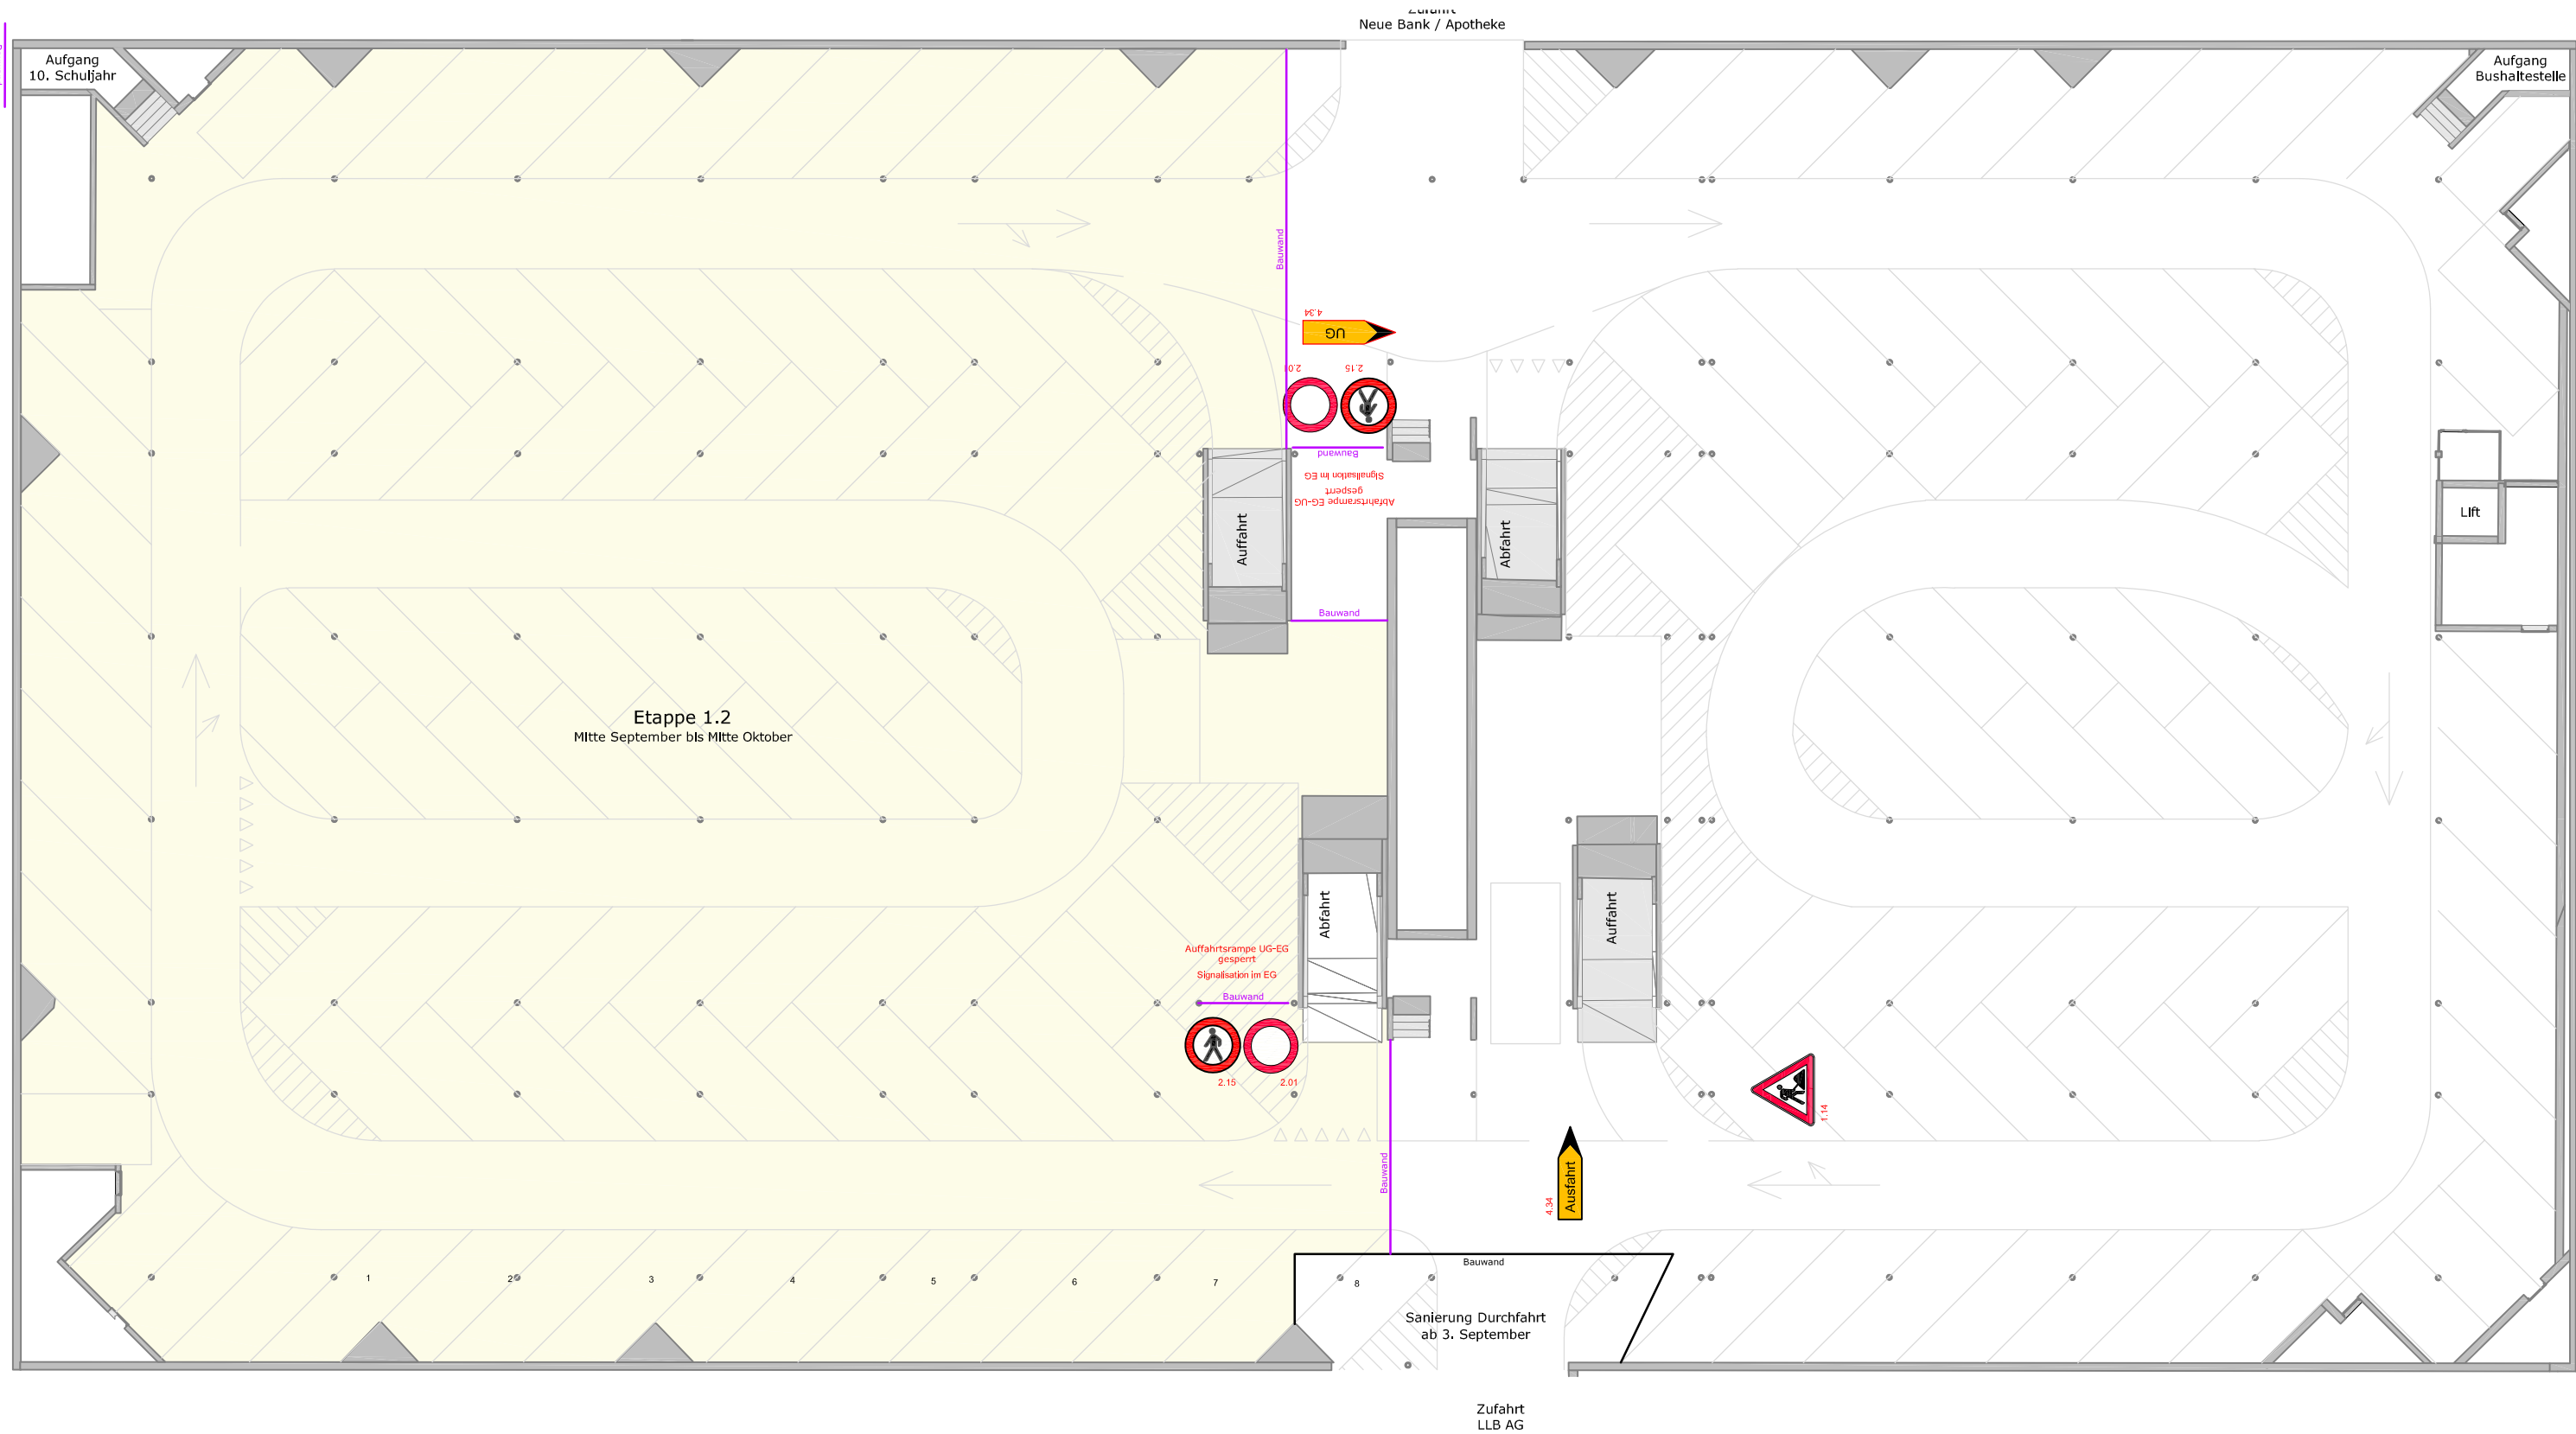 Zufahrt
Neue Bank / Apotheke
Aufgang
10. Schuljahr
Aufgang
Bushaltestelle
Bauwand
4.34
UG
2.01
2.15
Bauwand
Abfahrtsrampe EG-UG
gesperrt
Signalisation im EG
Auffahrt
Abfahrt
Lift
Bauwand
Etappe 1.2
Mitte September bis Mitte Oktober
Abfahrt
Auffahrt
Auffahrtsrampe UG-EG
gesperrt
Signalisation im EG
Bauwand
2.15
2.01
1.14
Bauwand
4.34
Ausfahrt
Bauwand
1
2
3
4
5
6
7
8
Sanierung Durchfahrt
ab 3. September
Zufahrt
LLB AG